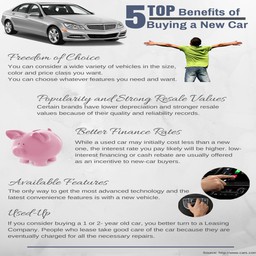 5 TOP Benefits of
Buying a New Car
Freedom of Choice
You can consider a wide variety of vehicles in the size,
color and price class you want.
You can choose whatever features you need and want.
Popularity and Strong Resale Values
Certain brands have lower depreciation and stronger resale
values because of their quality and reliability records.
Better Finance Rates
While a used car may initially cost less than a new
one, the interest rate you pay likely will be higher. low-
interest financing or cash rebate are usually offered
as an incentive to new-car buyers.
Available Features
The only way to get the most advanced technology and the
latest convenience features is with a new vehicle.
Used-Up
If you consider buying a 1 or 2- year old car, you better turn to a Leasing
Company. People who lease take good care of the car because they are
eventually charged for all the necessary repairs.